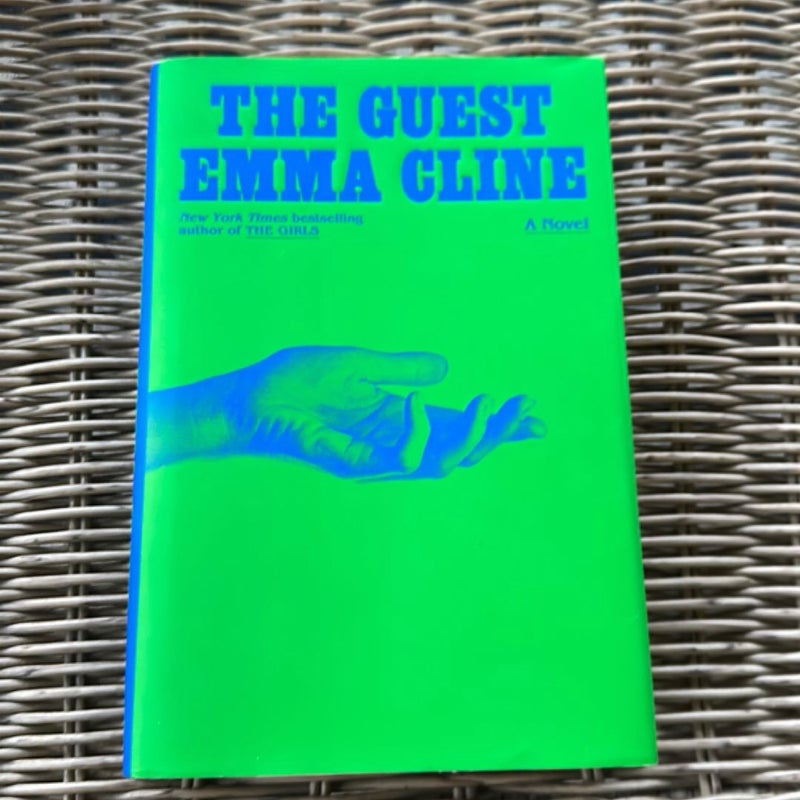 THE GUEST
EMMA CLINE
New York Times bestselling
author of THE GIRLS
A Novel